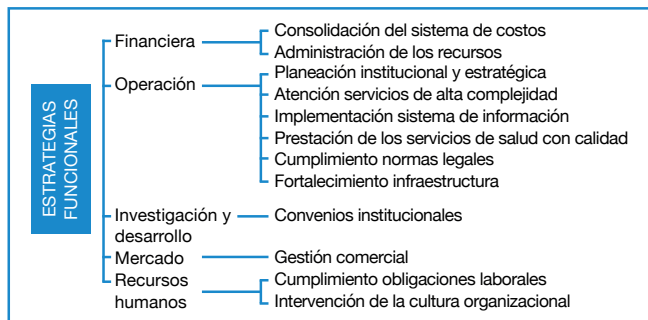 ESTRATEGIAS
FUNCIONALES
Financiera
Consolidación del sistema de costos
Administración de los recursos
Operación
Planeación institucional y estratégica
Atención servicios de alta complejidad
Implementación sistema de información
Prestación de los servicios de salud con calidad
Cumplimiento normas legales
Fortalecimiento infraestructura
Investigación y
desarrollo
Convenios institucionales
Mercado
Gestión comercial
Recursos
humanos
Cumplimiento obligaciones laborales
Intervención de la cultura organizacional